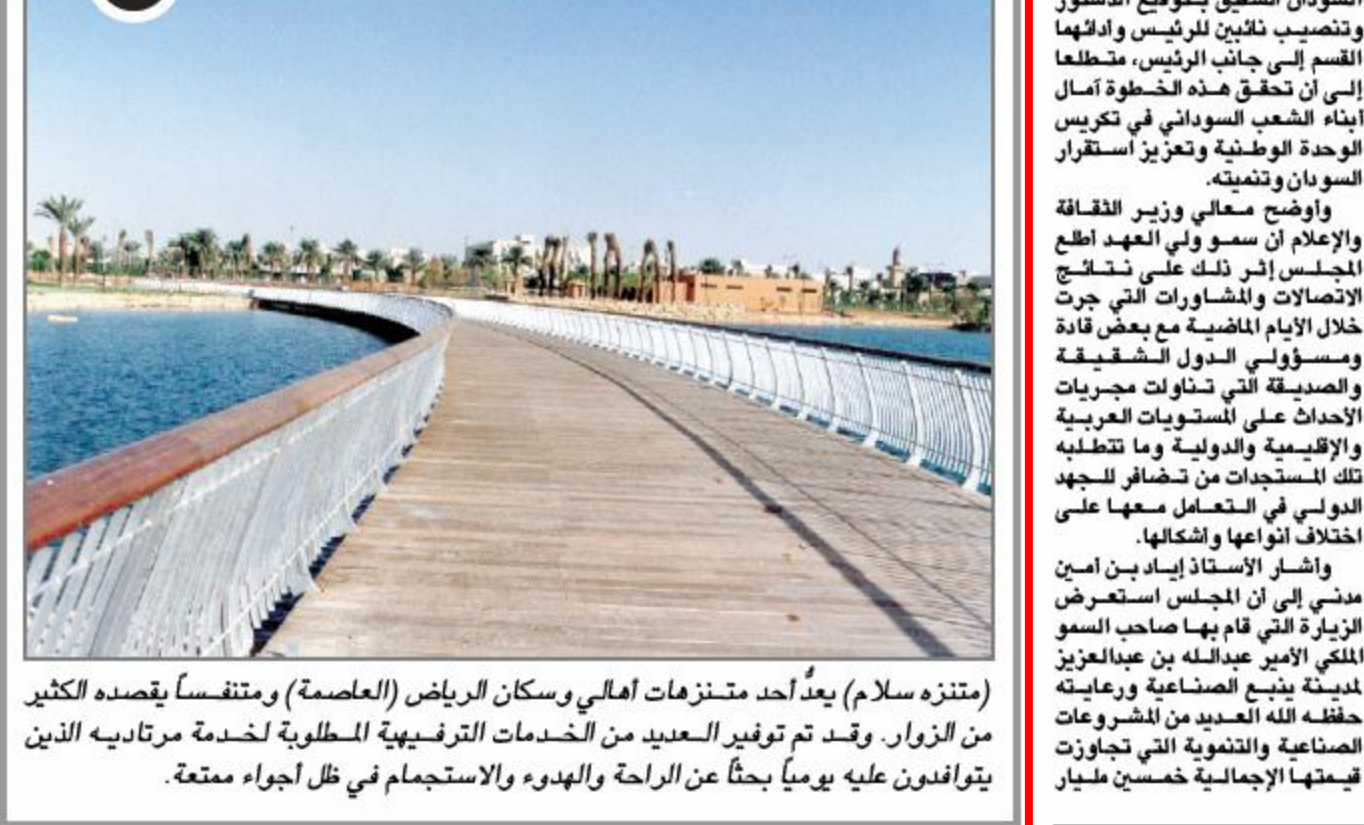 السودان الشقيق بتوقيع الدستور
وتنصيب نائبين للرئيس وأدائهما
القسم إلى جانب الرئيس، متطلعا
إلى أن تحقق هذه الخطوة آمال
أبناء الشعب السوداني في تكريس
الوحدة الوطنية وتعزيز استقرار
السودان وتنميته.
وأوضح معالي وزير الثقافة
والإعلام أن سمو ولي العهد أطلع
المجلس إثر ذلك على نتائج
الاتصالات والمشاورات التي جرت
خلال الأيام الماضية مع بعض قادة
ومسؤولي الدول الشقيقة
والصديقة التي تناولت مجريات
الأحداث على المستويات العربية
والإقليمية والدولية وما تتطلبه
تلك المستجدات من تضافر للجهد
الدولي في التعامل معها على
اختلاف أنواعها وأشكالها.
وأشار الأستاذ إياد بن أمين
مدني إلى أن المجلس استعرض
الزيارة التي قام بها صاحب السمو
الملكي الأمير عبدالله بن عبدالعزيز
لمدينة ينبع الصناعية ورعايته
حفظه الله العديد من المشروعات
الصناعية والتنموية التي تجاوزت
قيمتها الإجمالية خمسين مليار
(متنزه سلام) يعدُّ أحد متنزهات أهالي وسكان الرياض (العاصمة) ومتنفساً يقصده الكثير
من الزوار. وقد تم توفير العديد من الخدمات الترفيهية المطلوبة لخدمة مرتاديه الذين
يتوافدون عليه يومياً بحثاً عن الراحة والهدوء والاستجمام في ظل أجواء ممتعة.